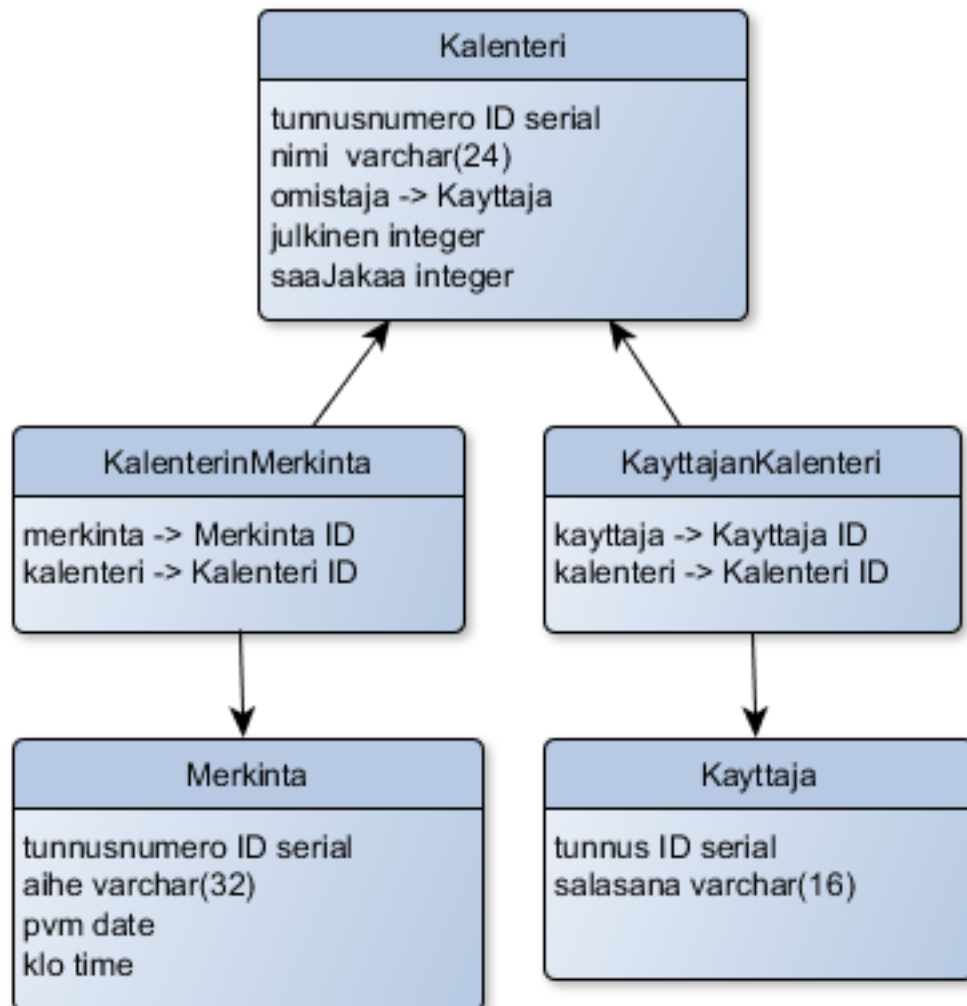 Kalenteri
tunnusnumero ID serial
nimi varchar(24)
omistaja -> Kayttaja
julkinen integer
saaJakaa integer
KalenterinMerkinta
merkinta -> Merkinta ID
kalenteri -> Kalenteri ID
KayttajanKalenteri
kayttaja -> Kayttaja ID
kalenteri -> Kalenteri ID
Merkinta
tunnusnumero ID serial
aihe varchar(32)
pvm date
klo time
Kayttaja
tunnus ID serial
salasana varchar(16)